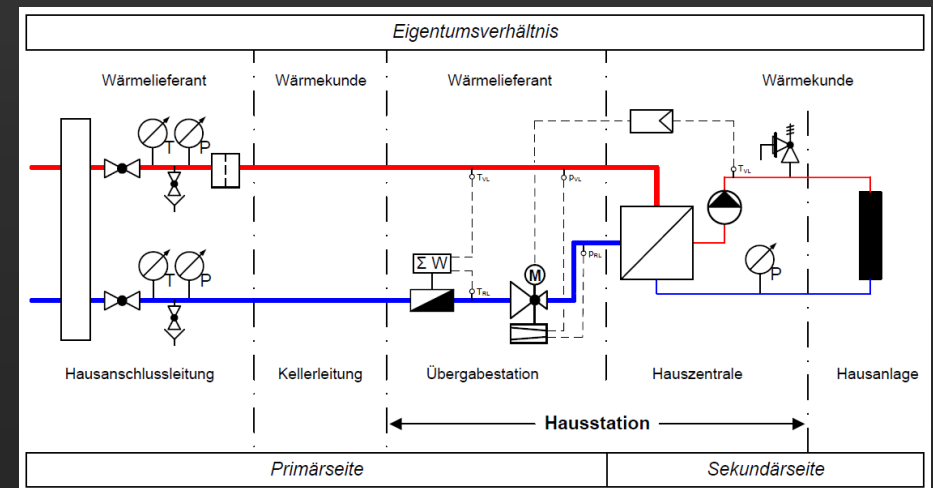 Eigentumsverhältnis
Wärmelieferant
Wärmekunde
Wärmelieferant
Wärmekunde
T
P
TVL
PVL
TVL
T
P
Σ W
TRL
M
PRL
P
Hausanschlussleitung
Kellerleitung
Übergabestation
Hauszentrale
Hausanlage
Hausstation
Primärseite
Sekundärseite